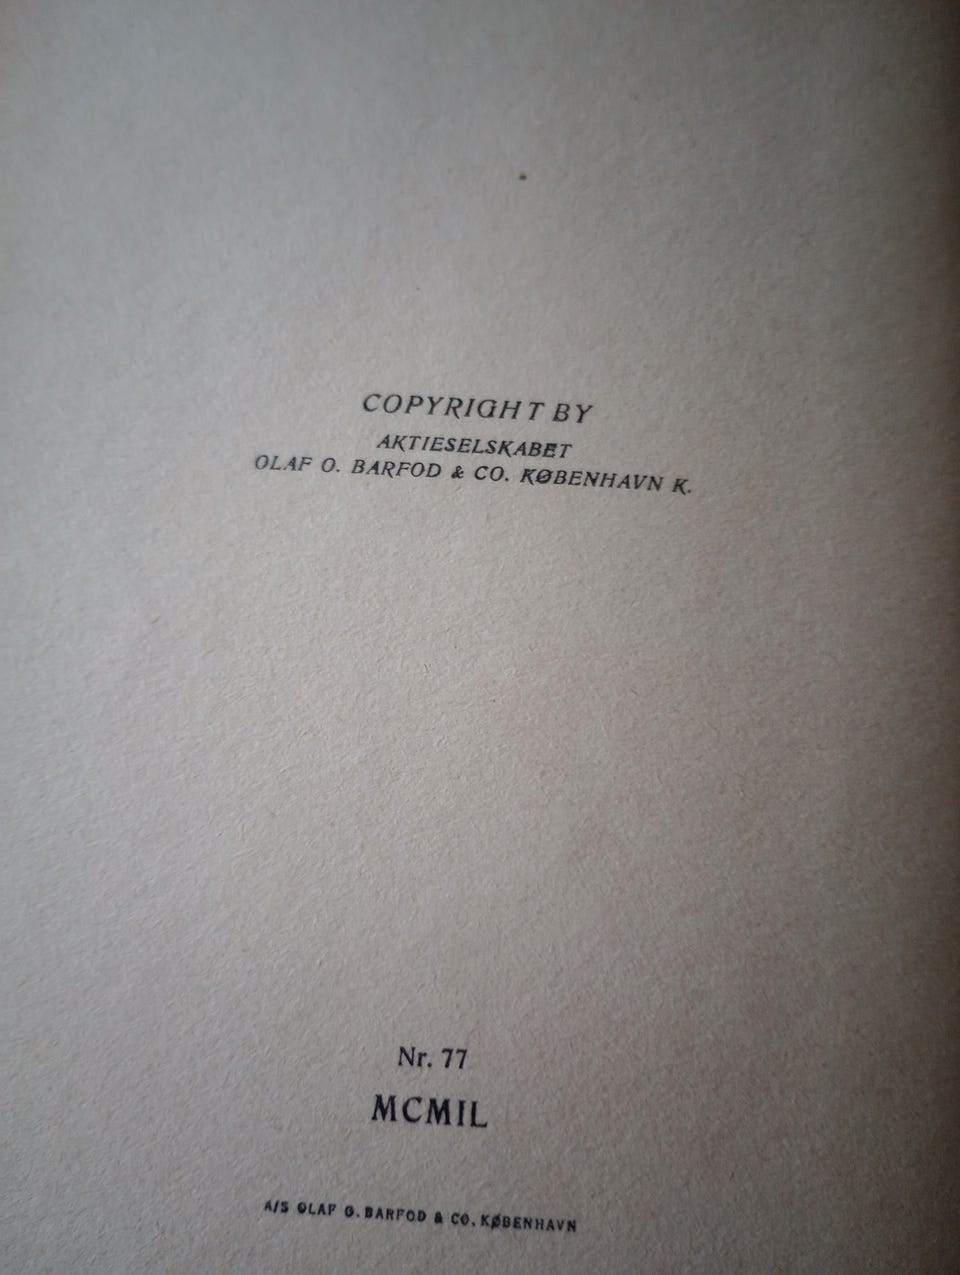 COPYRIGHT BY
AKTIESELSKABET
OLAF O. BARFOD & CO. KØBENHAVN K.
Nr. 77
MCMIL
A/S OLAF O. BARFOD & CO. KØBENHAVN